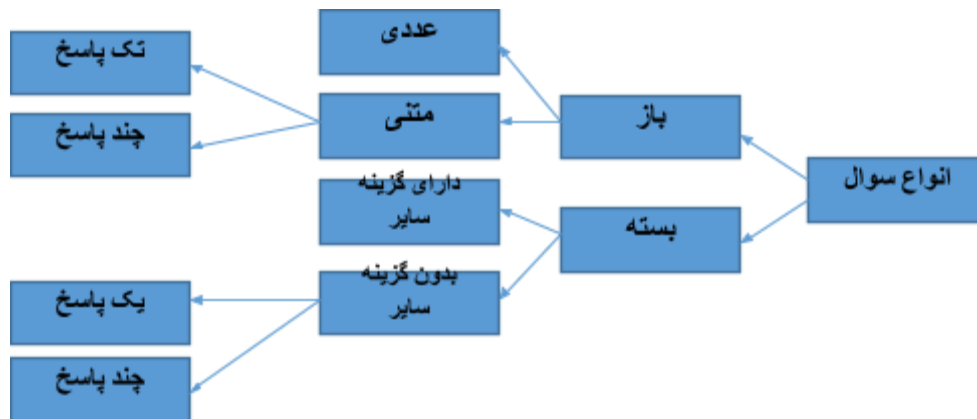 انواع سوال
باز
بسته
عددی
متنی
دارای گزینه
سایر
بدون گزینه
سایر
تک پاسخ
چند پاسخ
یک پاسخ
چند پاسخ